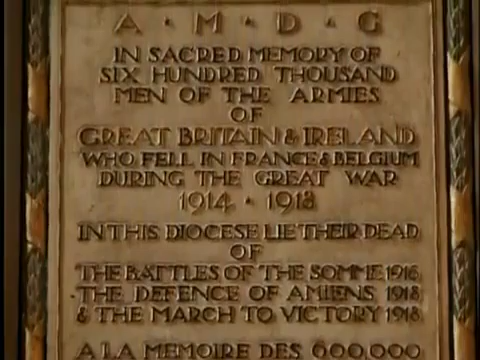 A · M · D · G
IN SACRED MEMORY OF
SIX HUNDRED THOUSAND
MEN OF THE ARMIES
OF
GREAT BRITAIN & IRELAND
WHO FELL IN FRANCE & BELGIUM
DURING THE GREAT WAR
1914 · 1918
IN THIS DIOCESE LIE THEIR DEAD
OF
THE BATTLES OF THE SOMME 1916
THE DEFENCE OF AMIENS 1918
& THE MARCH TO VICTORY 1918
A LA MEMOIRE DES 600,000